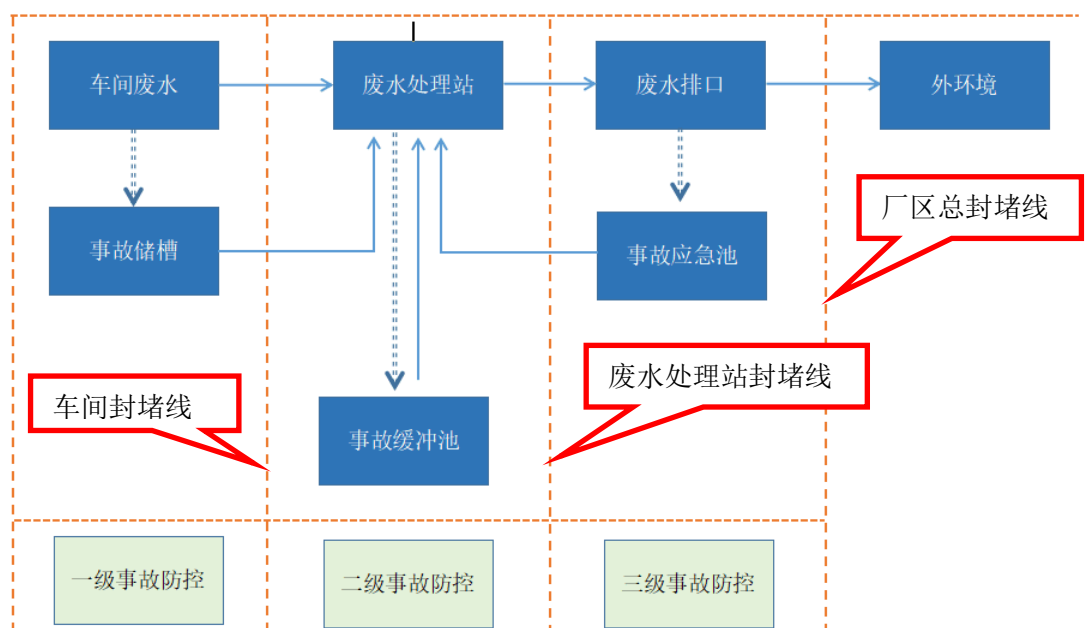 车间废水
废水处理站
废水排口
外环境
事故储槽
事故应急池
厂区总封堵线
车间封堵线
废水处理站封堵线
事故缓冲池
一级事故防控
二级事故防控
三级事故防控